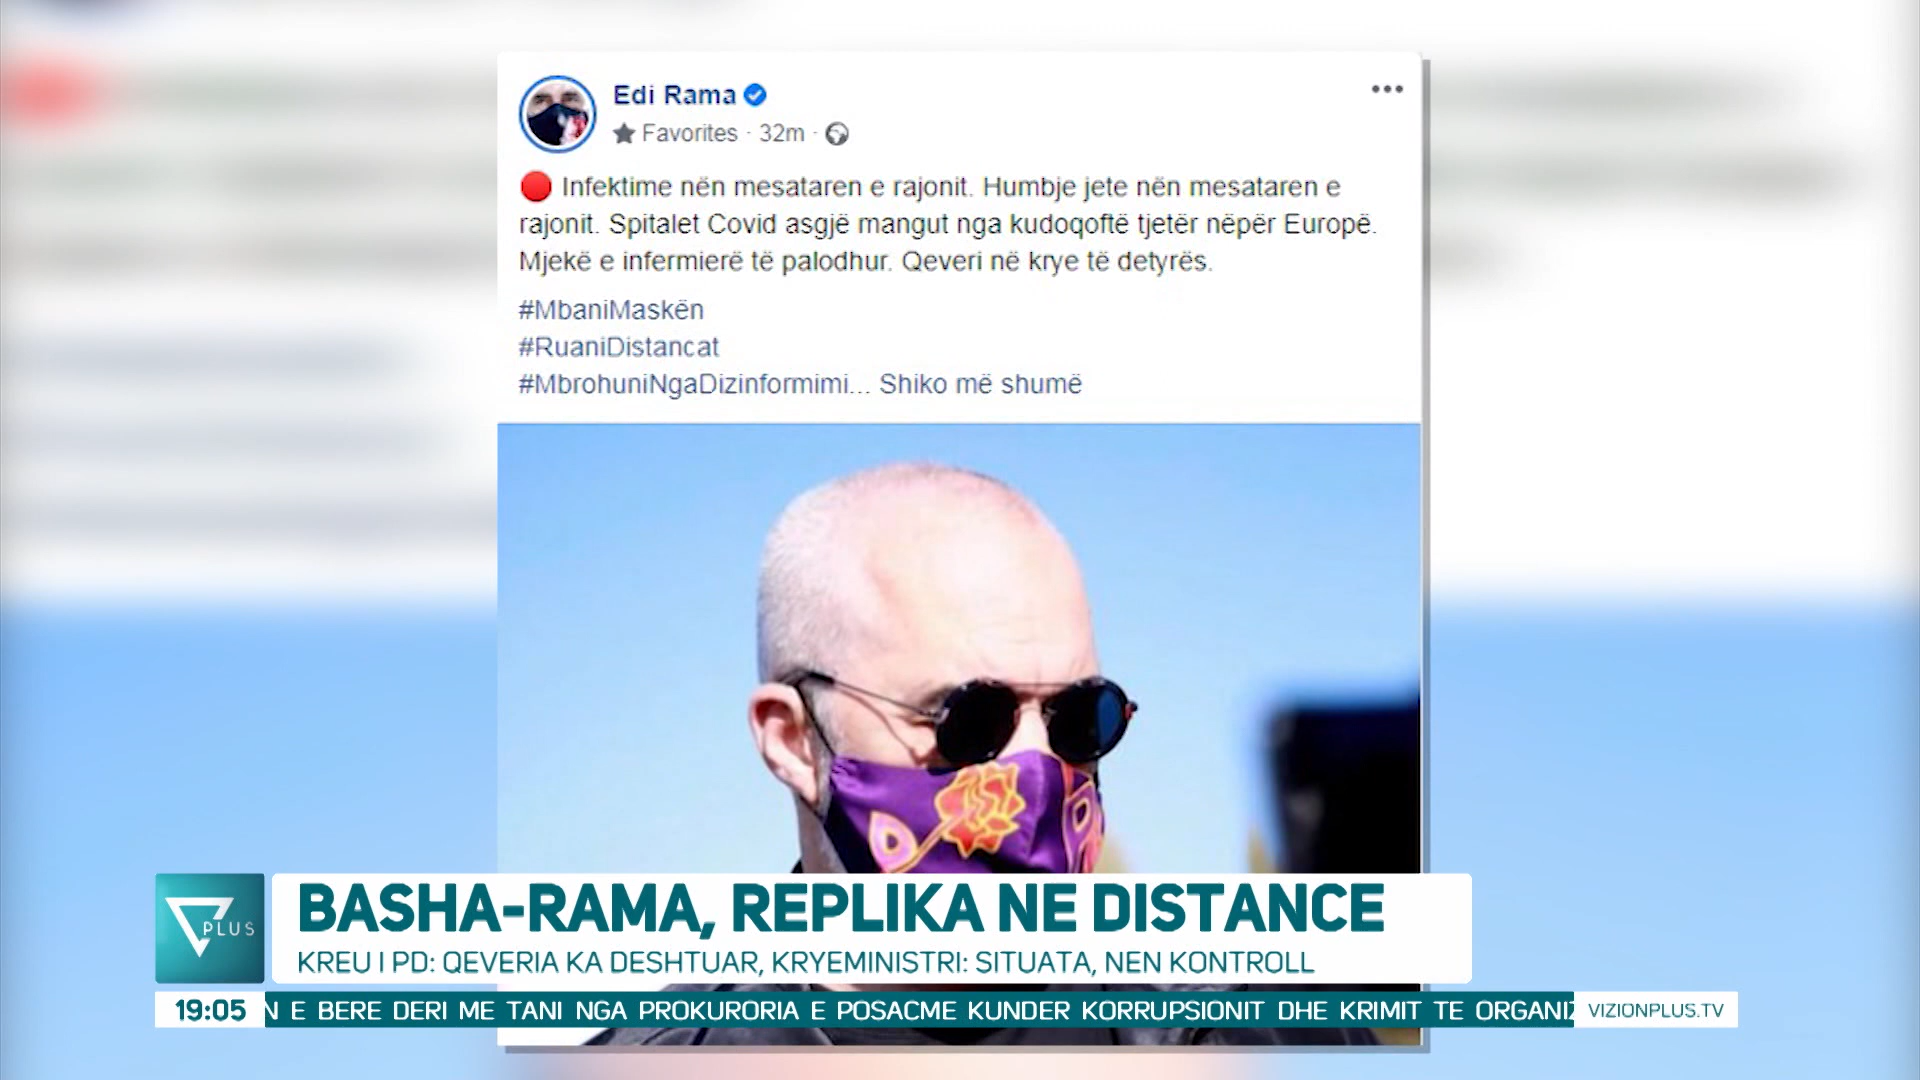 Edi Rama
Favorites · 32m ·
Infektime nën mesataren e rajonit. Humbje jete nën mesataren e
rajonit. Spitalet Covid asgjë mangut nga kudoqoftë tjetër nëpër Europë.
Mjekë e infermierë të palodhur. Qeveri në krye të detyrës.
#MbaniMaskën
#RuaniDistancat
#MbrohuniNgaDizinformimi... Shiko më shumë
PLUS
BASHA-RAMA, REPLIKA NE DISTANCE
KREU I PD: QEVERIA KA DESHTUAR, KRYEMINISTRI: SITUATA, NEN KONTROLL
19:05 N E BERE DERI ME TANI NGA PROKURORIA E POSACME KUNDER KORRUPSIONIT DHE KRIMIT TE ORGANIZ VIZIONPLUS.TV